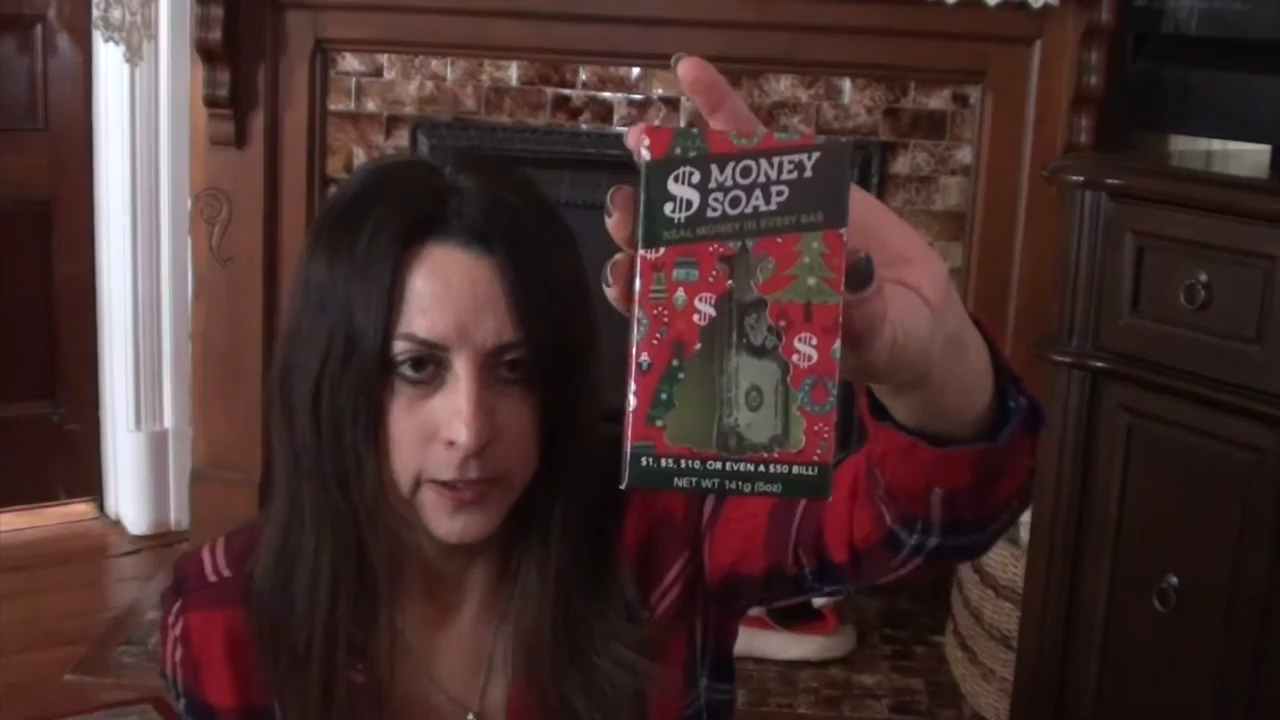 $ MONEY
SOAP
REAL MONEY IN EVERY BAR
$
$
$1, $5, $10, OR EVEN A $50 BILL!
NET WT 141g (5oz)